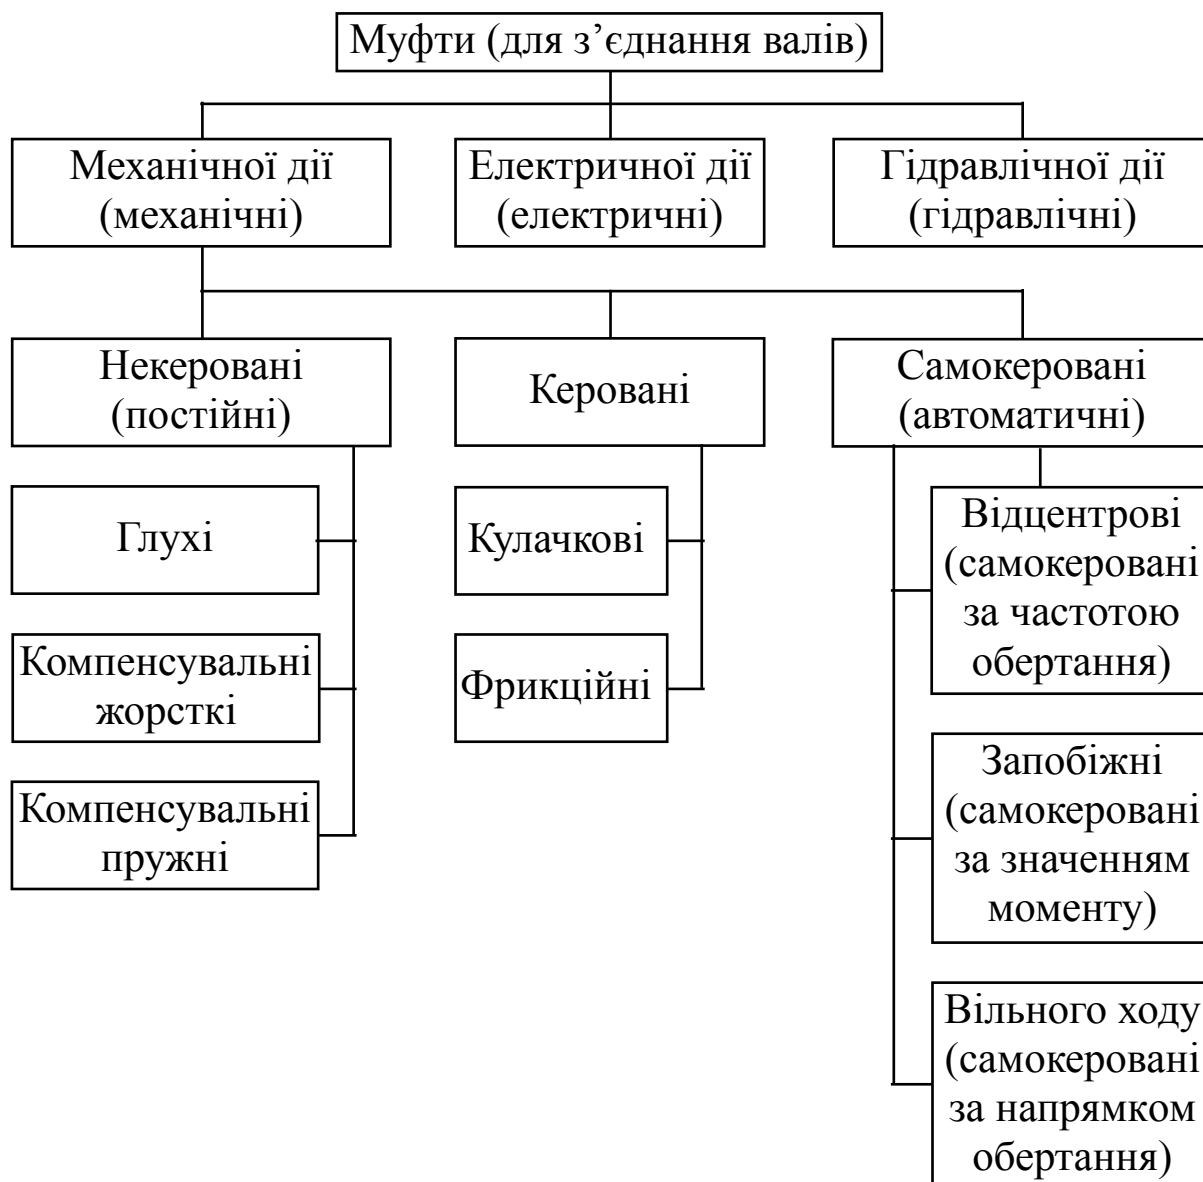 Муфти (для з’єднання валів)
Механічної дії
(механічні)
Електричної дії
(електричні)
Гідравлічної дії
(гідравлічні)
Некеровані
(постійні)
Керовані
Самокеровані
(автоматичні)
Глухі
Компенсувальні
жорсткі
Компенсувальні
пружні
Кулачкові
Фрикційні
Відцентрові
(самокеровані
за частотою
обертання)
Запобіжні
(самокеровані
за значенням
моменту)
Вільного ходу
(самокеровані
за напрямком
обертання)